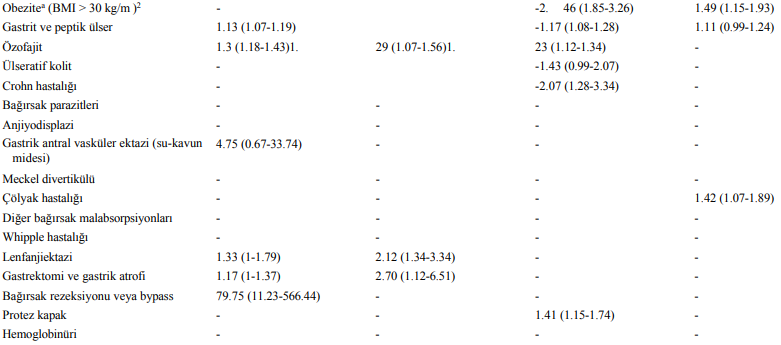 Obeziteᵃ (BMI > 30 kg/m )² - -2. 46 (1.85-3.26) 1.49 (1.15-1.93)
Gastrit ve peptik ülser 1.13 (1.07-1.19) -1.17 (1.08-1.28) 1.11 (0.99-1.24)
Özofajit 1.3 (1.18-1.43)1. 29 (1.07-1.56)1. 23 (1.12-1.34) -
Ülseratif kolit - -1.43 (0.99-2.07) -
Crohn hastalığı - -2.07 (1.28-3.34) -
Bağırsak parazitleri - - - -
Anjiyodisplazi - - - -
Gastrik antral vasküler ektazi (su-kavun 4.75 (0.67-33.74) - - -
midesi)
Meckel divertikülü - - - -
Çölyak hastalığı - - - 1.42 (1.07-1.89)
Diğer bağırsak malabsorpsiyonları - - - -
Whipple hastalığı - - - -
Lenfanjiektazi 1.33 (1-1.79) 2.12 (1.34-3.34) - -
Gastrektomi ve gastrik atrofi 1.17 (1-1.37) 2.70 (1.12-6.51) - -
Bağırsak rezeksiyonu veya bypass 79.75 (11.23-566.44) - - -
Protez kapak - - 1.41 (1.15-1.74) -
Hemoglobinüri - - - -